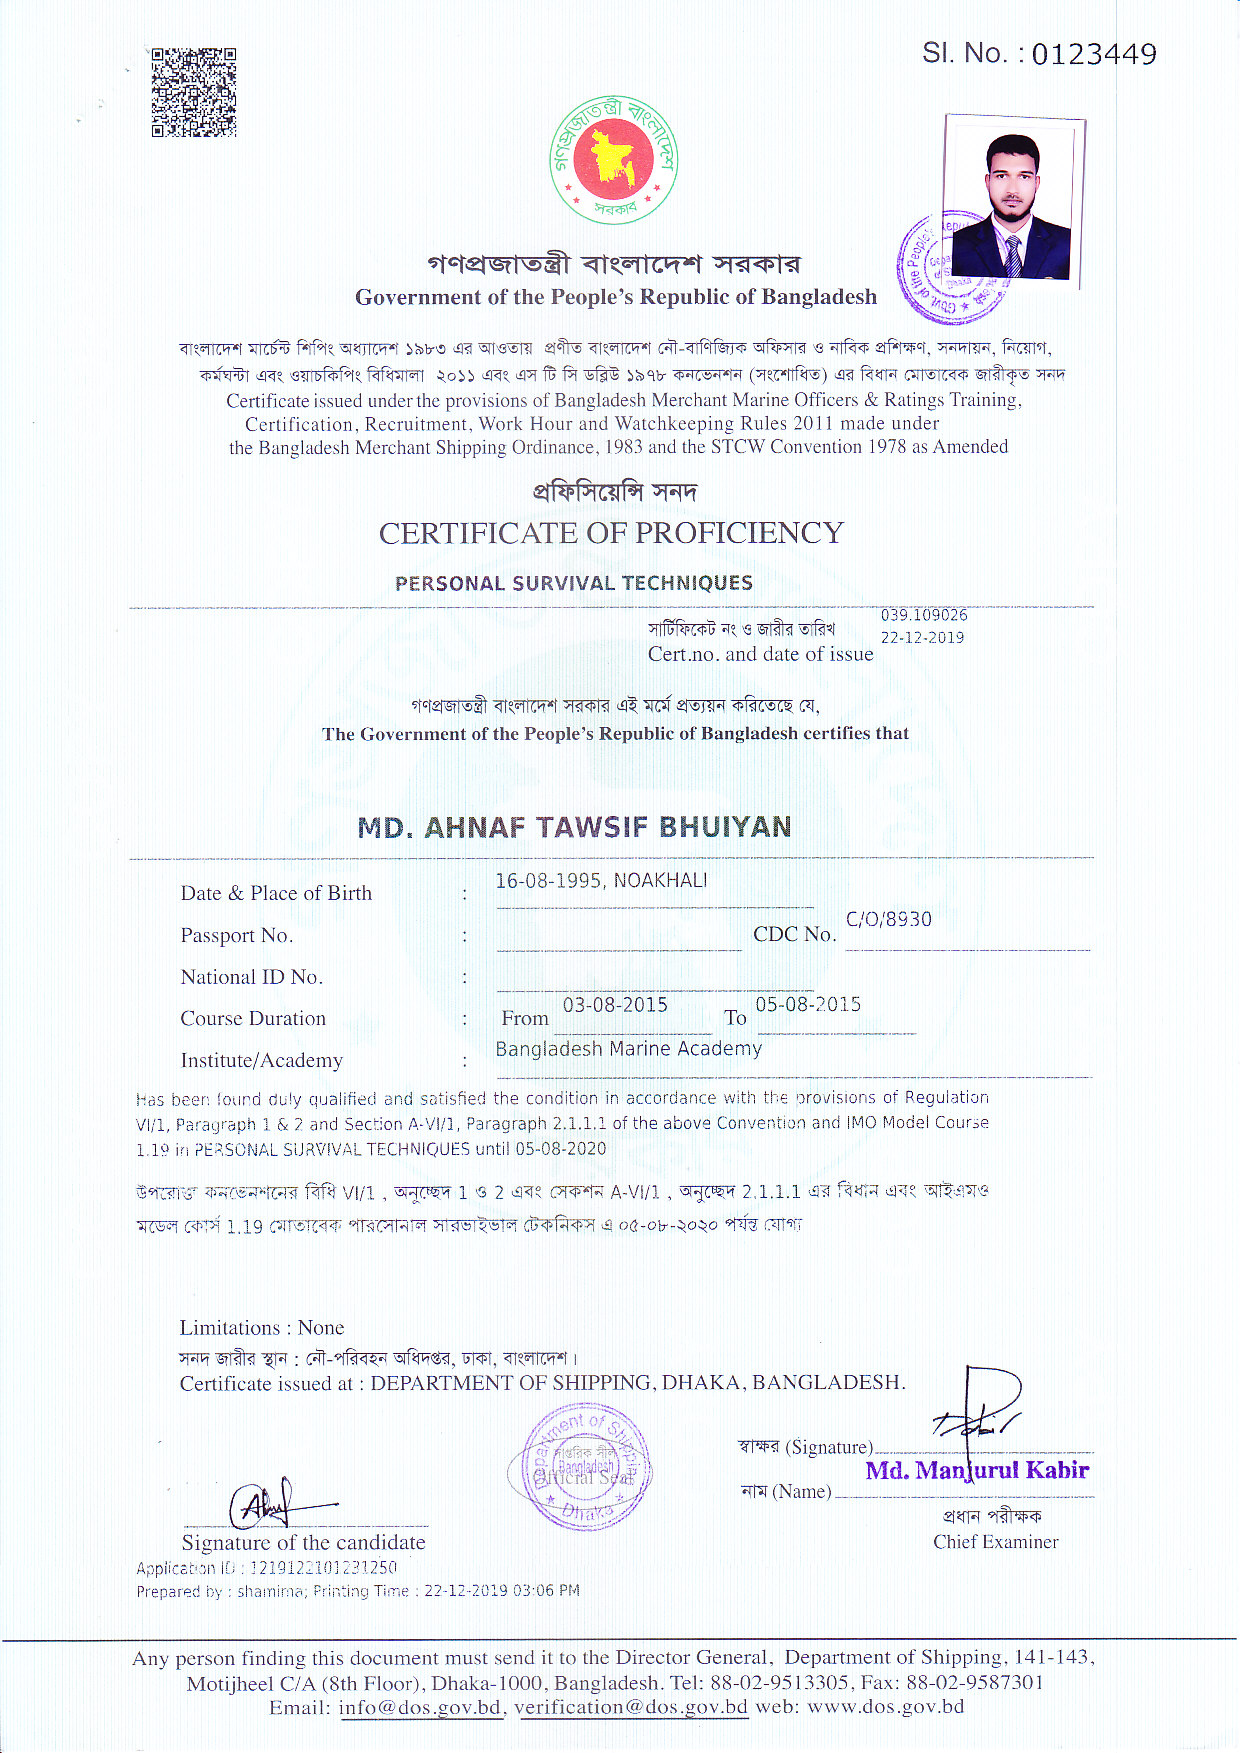 Sl. No. : 0123449
গণপ্রজাতন্ত্রী বাংলাদেশ
সরকার
গণপ্রজাতন্ত্রী বাংলাদেশ সরকার
Government of the People's Republic of Bangladesh
বাংলাদেশ মার্চেন্ট শিপিং অধ্যাদেশ ১৯৮৩ এর আওতায় প্রণীত বাংলাদেশ নৌ-বাণিজ্যিক অফিসার ও নাবিক প্রশিক্ষণ, সনদায়ন, নিয়োগ,
কর্মঘন্টা এবং ওয়াচকিপিং বিধিমালা ২০১১ এবং এস টি সি ডব্লিউ ১৯৭৮ কনভেনশন (সংশোধিত) এর বিধান মোতাবেক জারীকৃত সনদ
Certificate issued under the provisions of Bangladesh Merchant Marine Officers & Ratings Training,
Certification, Recruitment, Work Hour and Watchkeeping Rules 2011 made under
the Bangladesh Merchant Shipping Ordinance, 1983 and the STCW Convention 1978 as Amended
প্রফিসিয়েন্সি সনদ
CERTIFICATE OF PROFICIENCY
PERSONAL SURVIVAL TECHNIQUES
সার্টিফিকেট নং ও জারীর তারিখ 039.109026
Cert.no. and date of issue 22-12-2019
গণপ্রজাতন্ত্রী বাংলাদেশ সরকার এই মর্মে প্রত্যয়ন করিতেছে যে,
The Government of the People's Republic of Bangladesh certifies that
MD. AHNAF TAWSIF BHUIYAN
Date & Place of Birth : 16-08-1995, NOAKHALI
Passport No. : CDC No. C/O/8930
National ID No. :
Course Duration : From 03-08-2015 To 05-08-2015
Institute/Academy : Bangladesh Marine Academy
Has been found duly qualified and satisfied the condition in accordance with the provisions of Regulation
VI/1, Paragraph 1 & 2 and Section A-VI/1, Paragraph 2.1.1.1 of the above Convention and IMO Model Course
1.19 in PERSONAL SURVIVAL TECHNIQUES until 05-08-2020
উপরোক্ত কনভেনশনের বিধি VI/1 , অনুচ্ছেদ 1 ও 2 এবং সেকশন A-VI/1 , অনুচ্ছেদ 2.1.1.1 এর বিধান এবং আইএমও
মডেল কোর্স 1.19 মোতাবেক পারসোনাল সারভাইভাল টেকনিকস এ ০৫-০৮-২০২০ পর্যন্ত যোগ্য
Limitations : None
সনদ জারীর স্থান : নৌ-পরিবহন অধিদপ্তর, ঢাকা, বাংলাদেশ।
Certificate issued at : DEPARTMENT OF SHIPPING, DHAKA, BANGLADESH.
Department of Shipping
দাপ্তরিক সীল
Bangladesh
Official Seal
Dhaka
স্বাক্ষর (Signature)
Md. Manjurul Kabir
নাম (Name)
প্রধান পরীক্ষক
Chief Examiner
Signature of the candidate
Application ID : 1219122101231250
Prepared by : shamima; Printing Time : 22-12-2019 03:06 PM
Any person finding this document must send it to the Director General, Department of Shipping, 141-143,
Motijheel C/A (8th Floor), Dhaka-1000, Bangladesh. Tel: 88-02-9513305, Fax: 88-02-9587301
Email: info@dos.gov.bd, verification@dos.gov.bd web: www.dos.gov.bd